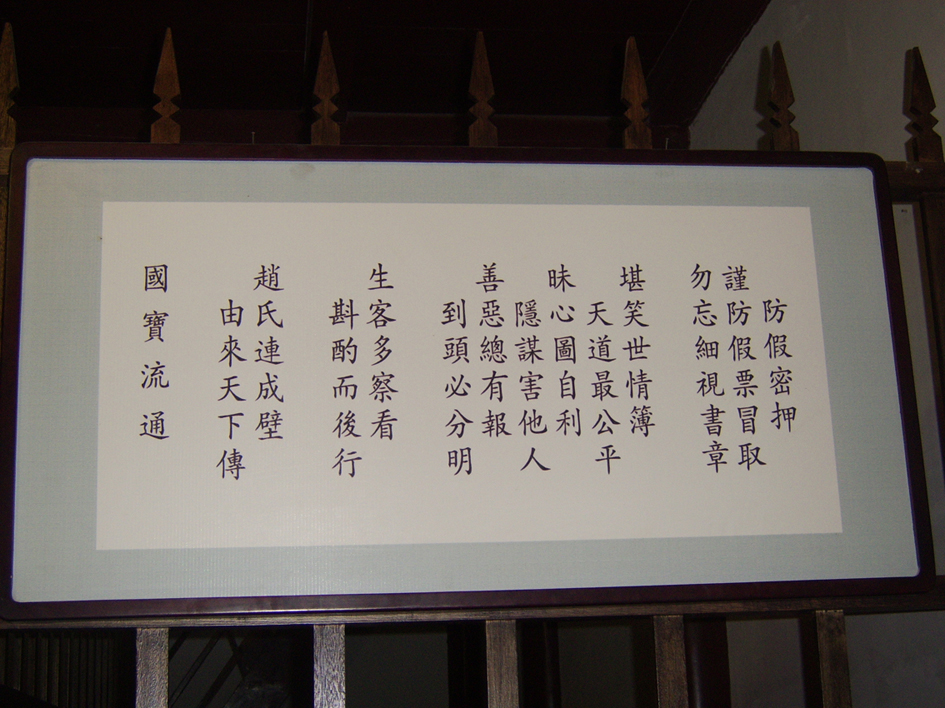 防假密押
謹防假票冒取
勿忘細視書章
堪笑世情簿
天道最公平
昧心圖自利
隱謀害他人
善惡總有報
到頭必分明
生客多察看
斟酌而後行
趙氏連成壁
由來天下傳
國寶流通